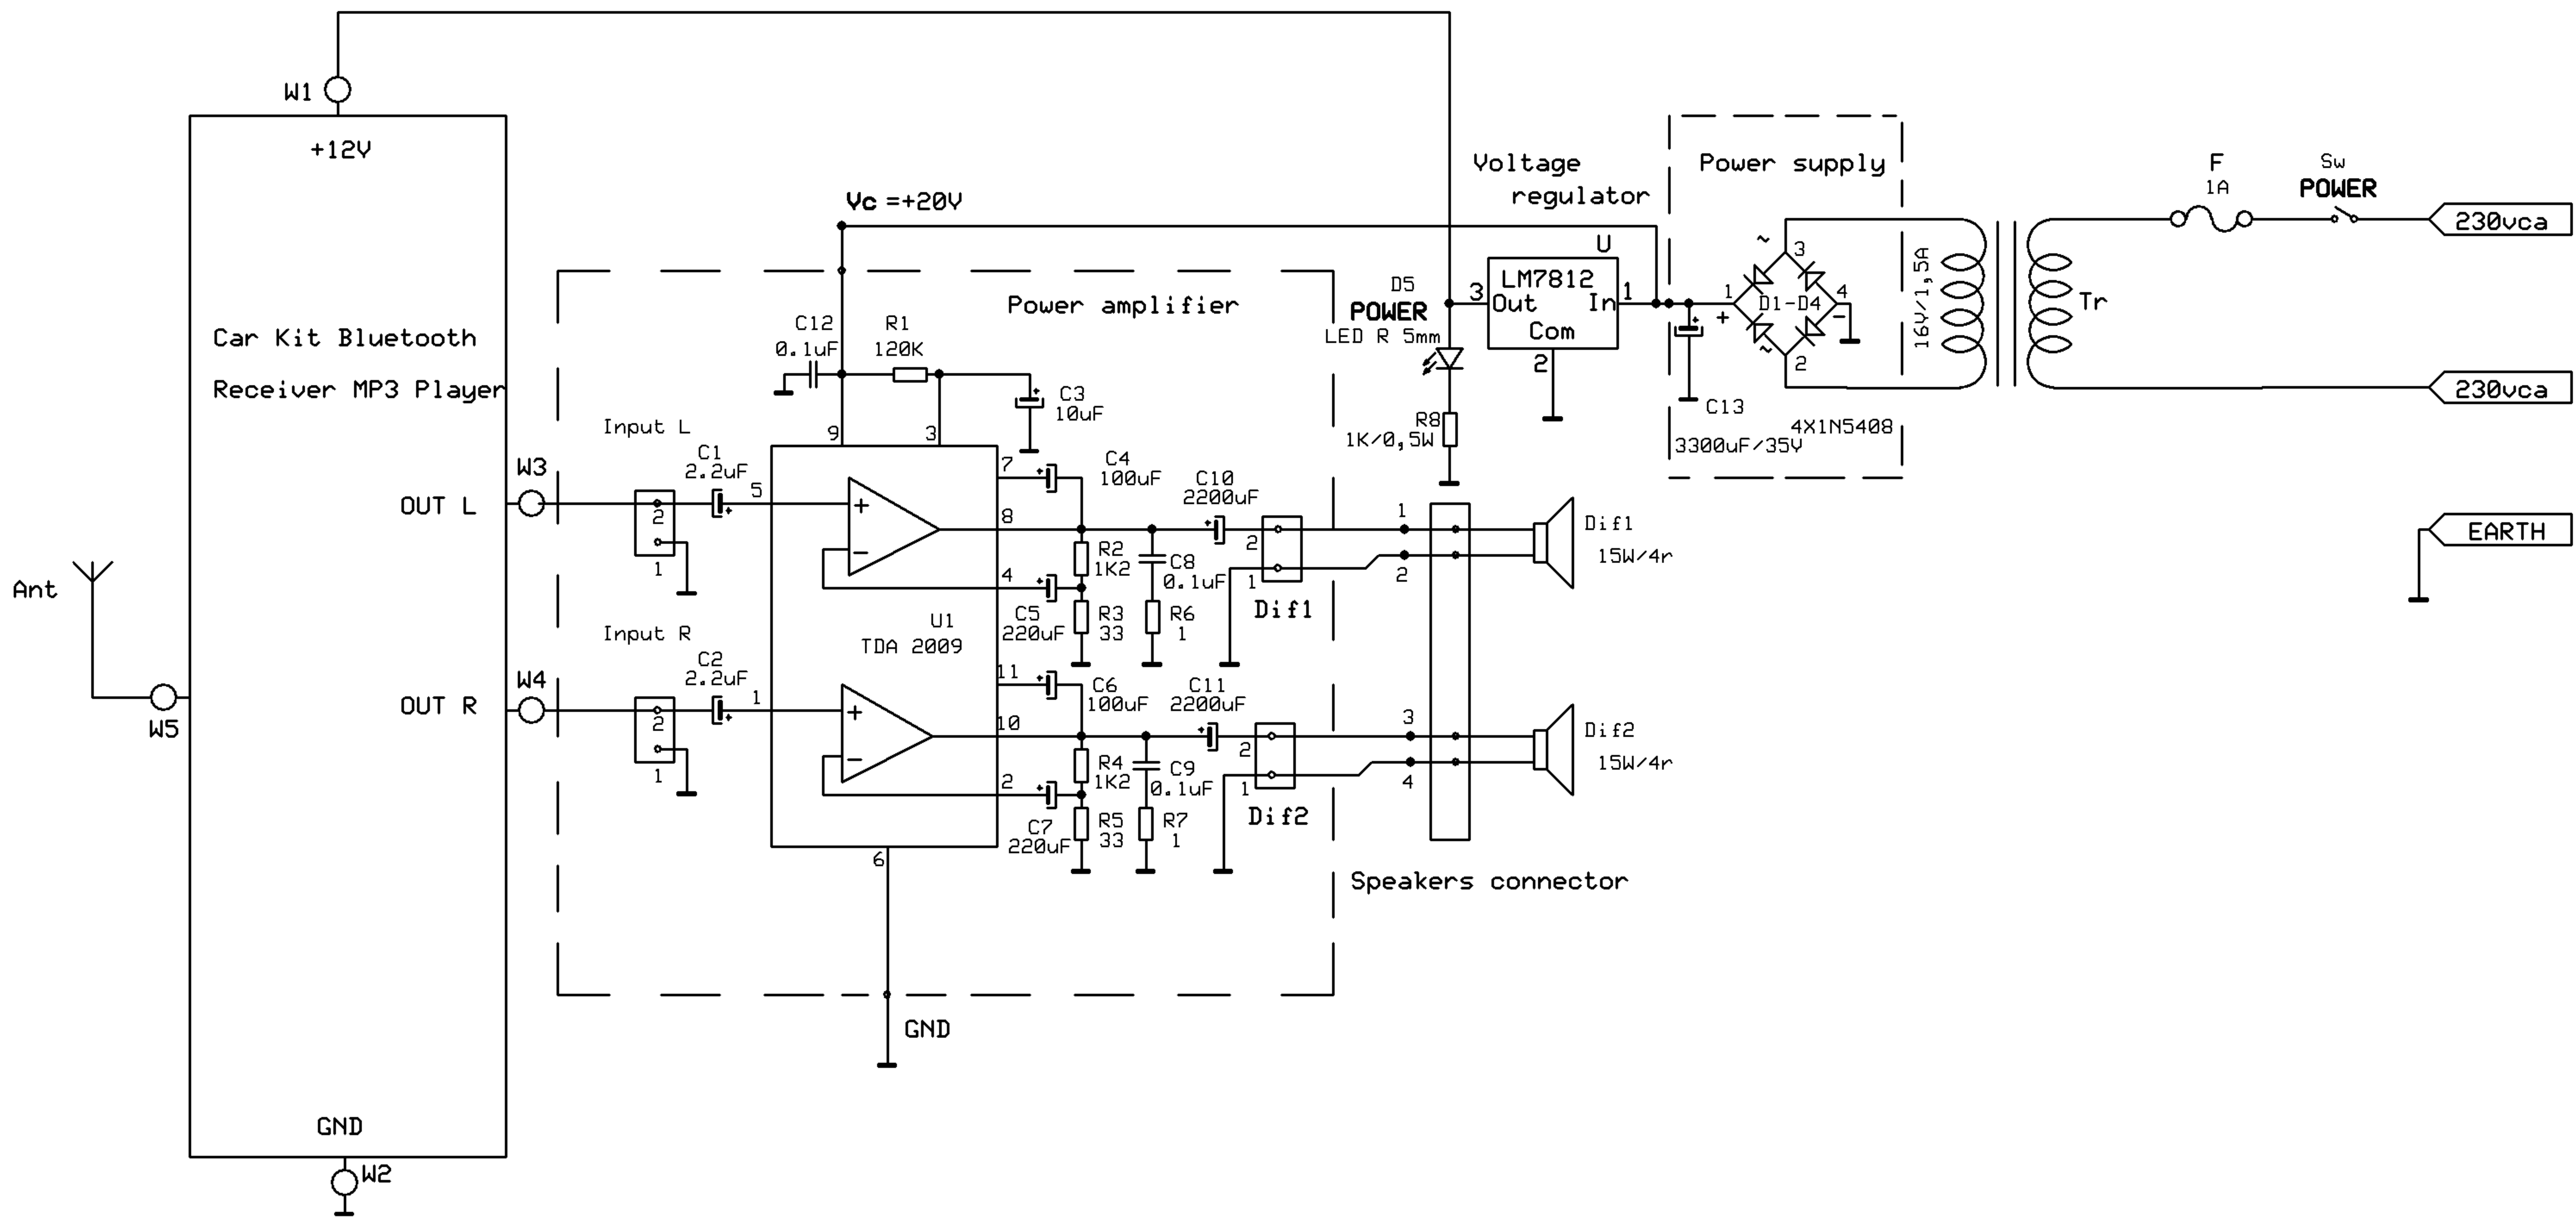 W1
+12V
Car Kit Bluetooth
Receiver MP3 Player
OUT L
OUT R
GND
W2
Ant
W5
W3
W4
Vc =+20V
Power amplifier
C12
0.1uF
R1
120K
C3
10uF
9
3
Input L
C1
2.2uF
5
2
1
+
−
7
C4
100uF
8
4
R2
1K2
C5
220uF
R3
33
C8
0.1uF
R6
1
C10
2200uF
2
1
Dif1
U1
TDA 2009
Input R
C2
2.2uF
1
2
1
+
−
11
C6
100uF
10
2
R4
1K2
C7
220uF
R5
33
C9
0.1uF
R7
1
C11
2200uF
2
1
Dif2
6
GND
1
2
3
4
Dif1
15W/4r
Dif2
15W/4r
Speakers connector
Voltage
regulator
U
LM7812
3
Out
In
1
Com
2
D5
POWER
LED R 5mm
R8
1K/0,5W
Power supply
~
3
1
+
D1-D4
4
−
~
2
C13
3300uF/35V
4X1N5408
16V/1,5A
Tr
F
1A
Sw
POWER
230vca
230vca
EARTH